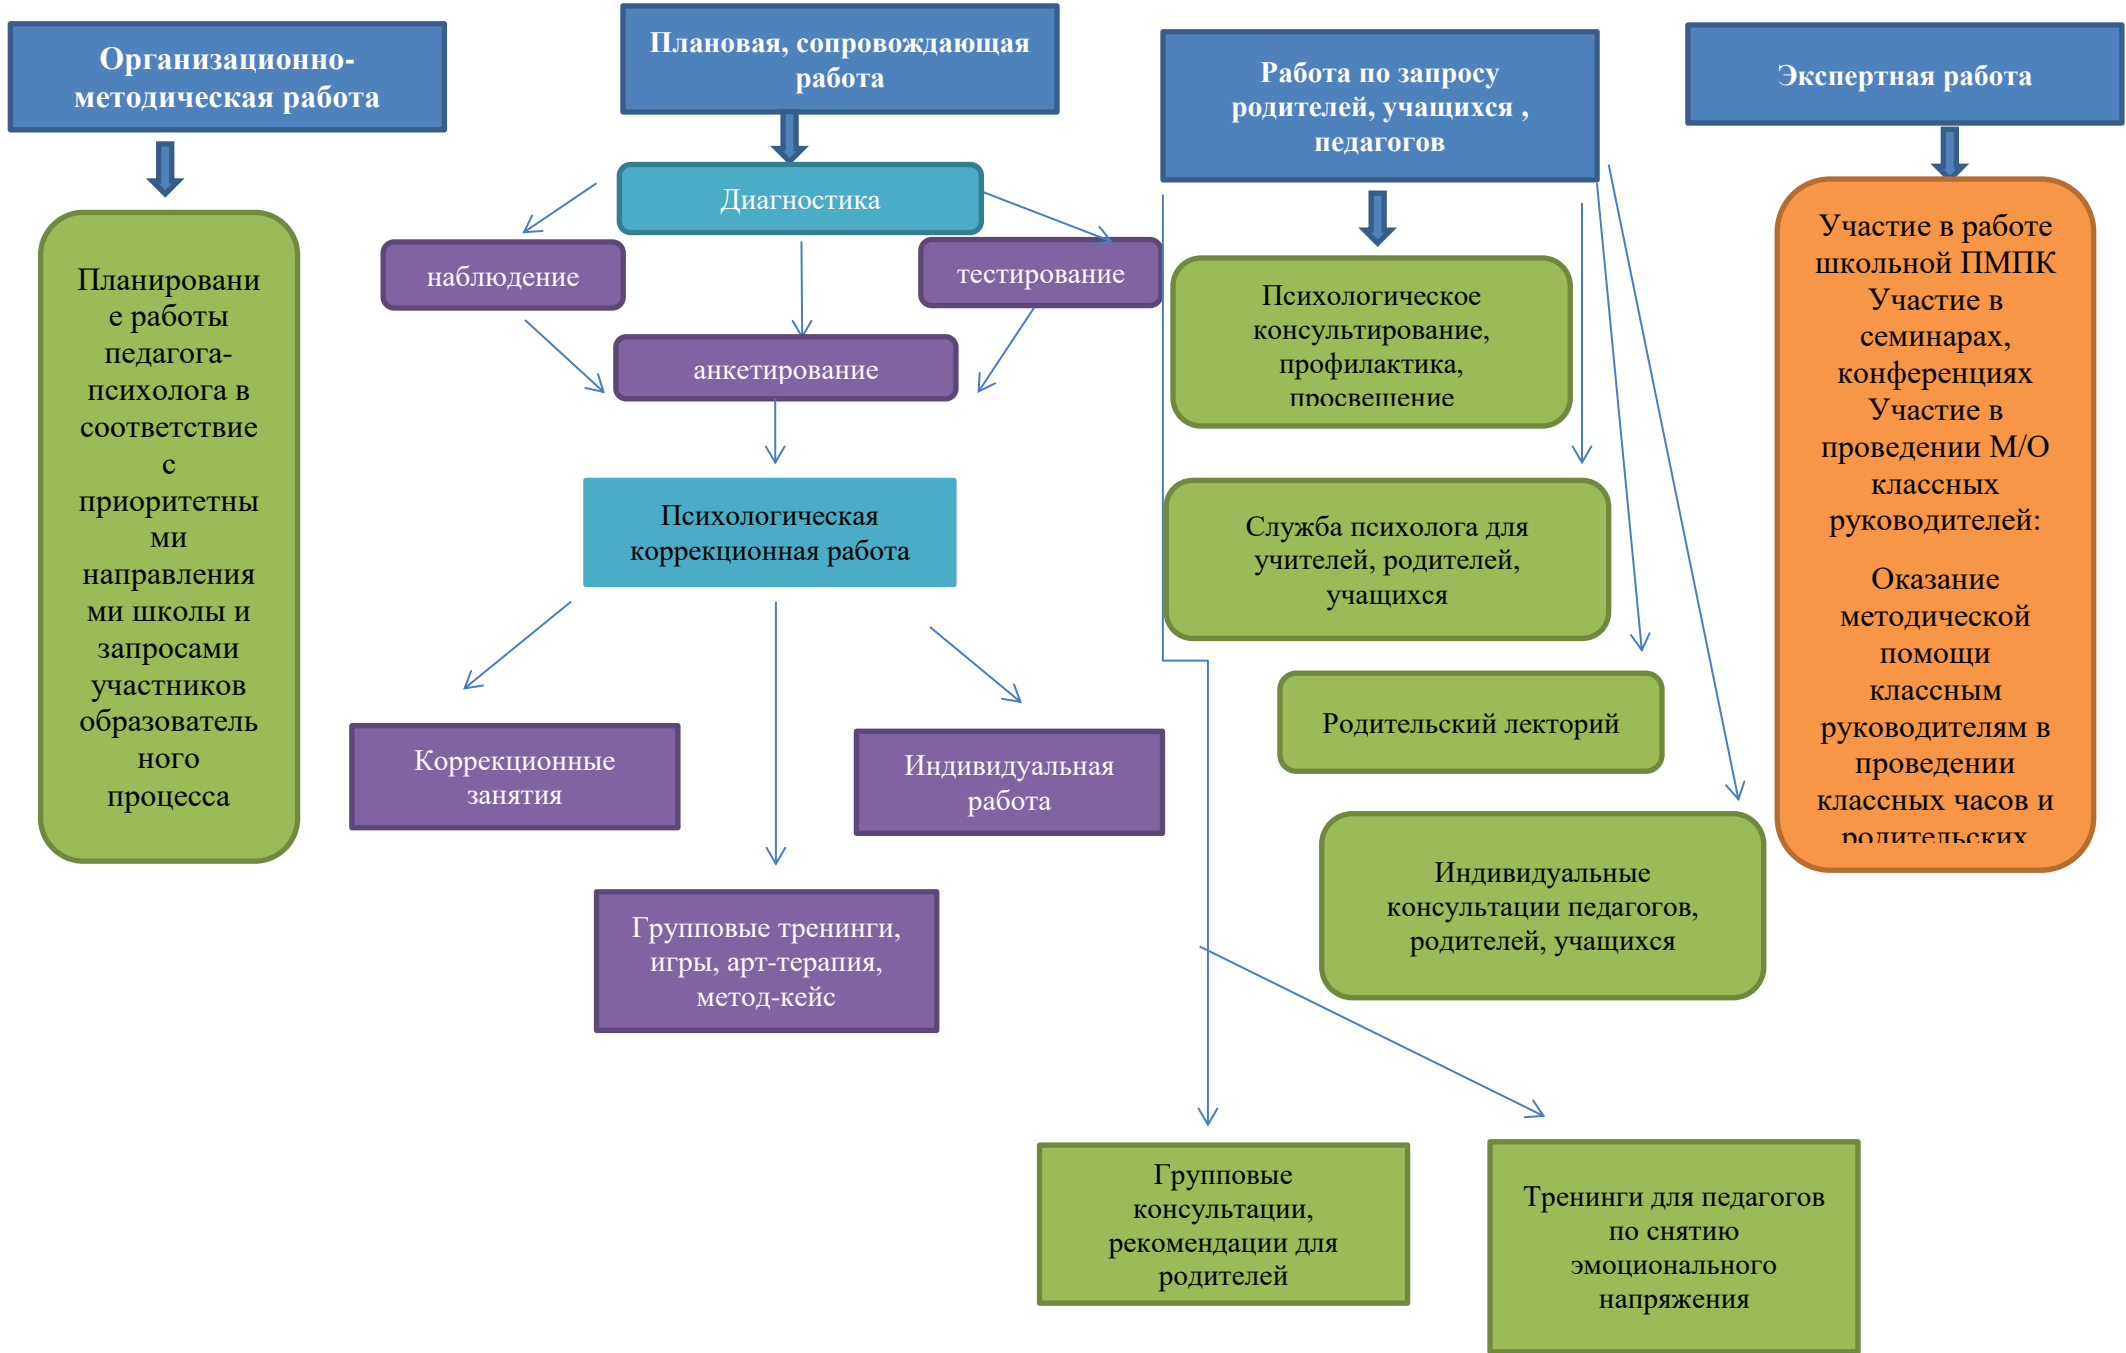 Организационно-
методическая работа
Плановая, сопровождающая
работа
Работа по запросу
родителей, учащихся ,
педагогов
Экспертная работа
Планировани
е работы
педагога-
психолога в
соответствие
с
приоритетны
ми
направления
ми школы и
запросами
участников
образователь
ного
процесса
Диагностика
наблюдение
тестирование
анкетирование
Психологическая
коррекционная работа
Коррекционные
занятия
Индивидуальная
работа
Групповые тренинги,
игры, арт-терапия,
метод-кейс
Психологическое
консультирование,
профилактика,
просвещение
Служба психолога для
учителей, родителей,
учащихся
Родительский лекторий
Индивидуальные
консультации педагогов,
родителей, учащихся
Групповые
консультации,
рекомендации для
родителей
Тренинги для педагогов
по снятию
эмоционального
напряжения
Участие в работе
школьной ПМПК
Участие в
семинарах,
конференциях
Участие в
проведении М/О
классных
руководителей:
Оказание
методической
помощи
классным
руководителям в
проведении
классных часов и
родительских